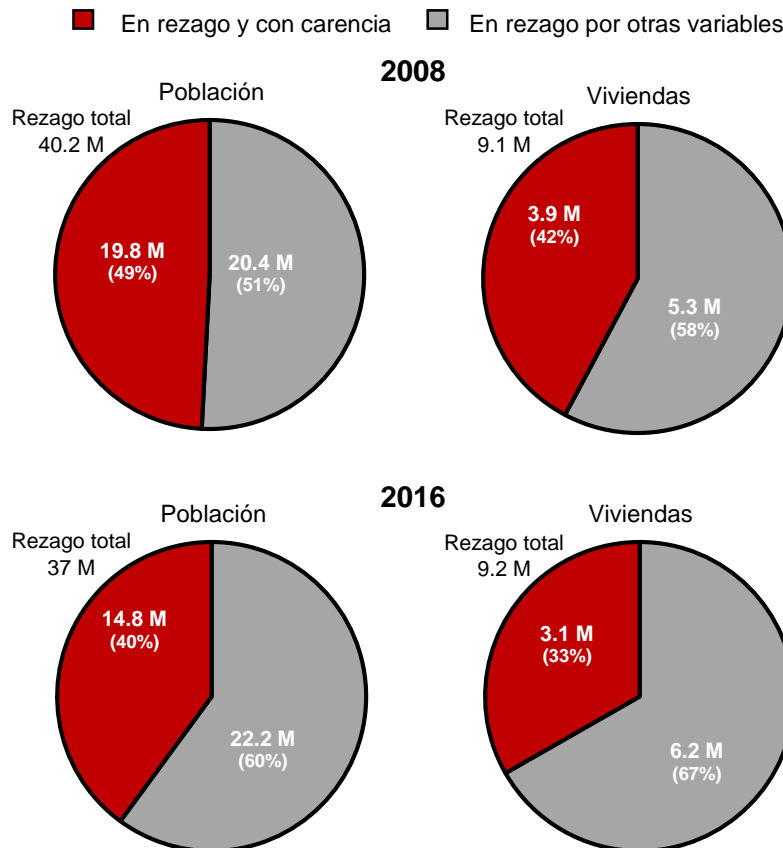 En rezago y con carencia
En rezago por otras variables
2008
Población
Rezago total
40.2 M
19.8 M
(49%)
20.4 M
(51%)
Viviendas
Rezago total
9.1 M
3.9 M
(42%)
5.3 M
(58%)
2016
Población
Rezago total
37 M
14.8 M
(40%)
22.2 M
(60%)
Viviendas
Rezago total
9.2 M
3.1 M
(33%)
6.2 M
(67%)